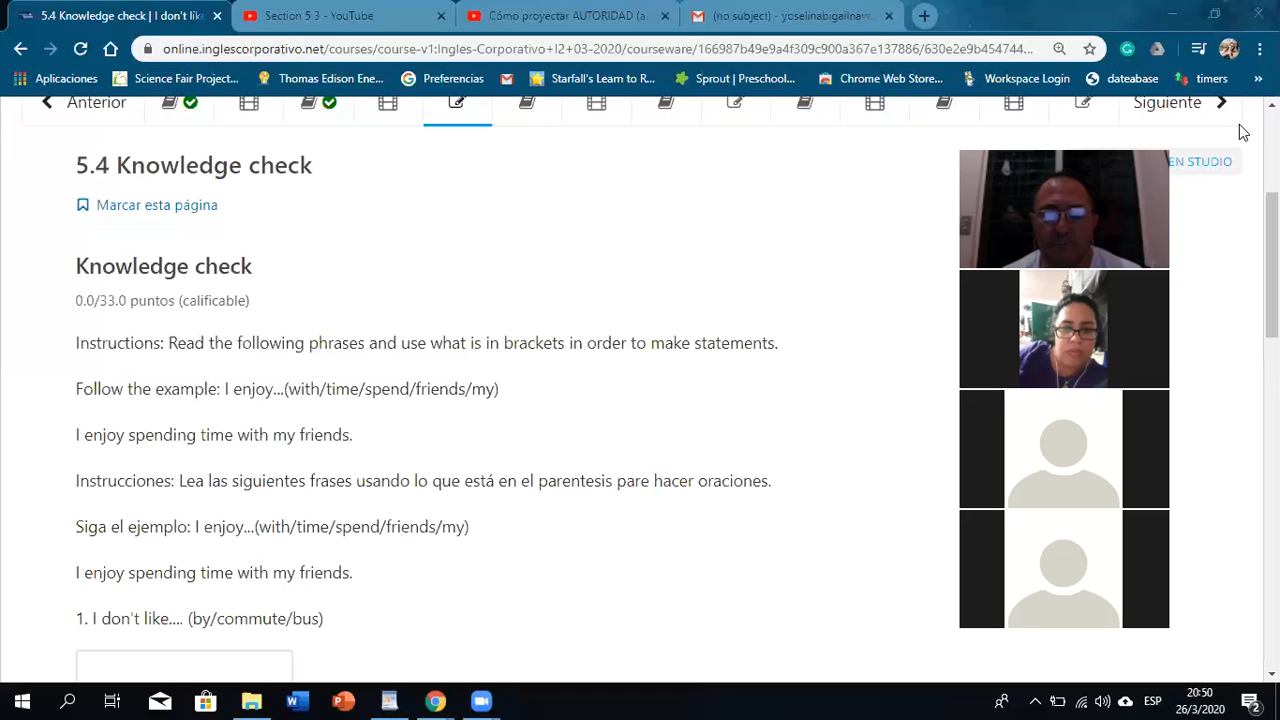 5.4 Knowledge check | I don't like
Section 5 3 - YouTube
Cómo proyectar AUTORIDAD (a
(no subject) - yoselinabigailnaw
online.inglescorporativo.net/courses/course-v1:Ingles-Corporativo+I2+03-2020/courseware/166987b49e9a4f309c900a367e137886/630e2e9b454744...
Aplicaciones
Science Fair Project...
Thomas Edison Ene...
Preferencias
Starfall's Learn to R...
Sprout | Preschool...
Chrome Web Store...
Workspace Login
dateabase
timers
»
Anterior
Siguiente
EN STUDIO
5.4 Knowledge check
Marcar esta página
Knowledge check
0.0/33.0 puntos (calificable)
Instructions: Read the following phrases and use what is in brackets in order to make statements.
Follow the example: I enjoy...(with/time/spend/friends/my)
I enjoy spending time with my friends.
Instrucciones: Lea las siguientes frases usando lo que está en el parentesis pare hacer oraciones.
Siga el ejemplo: I enjoy...(with/time/spend/friends/my)
I enjoy spending time with my friends.
1. I don't like.... (by/commute/bus)
ESP
20:50
26/3/2020
2